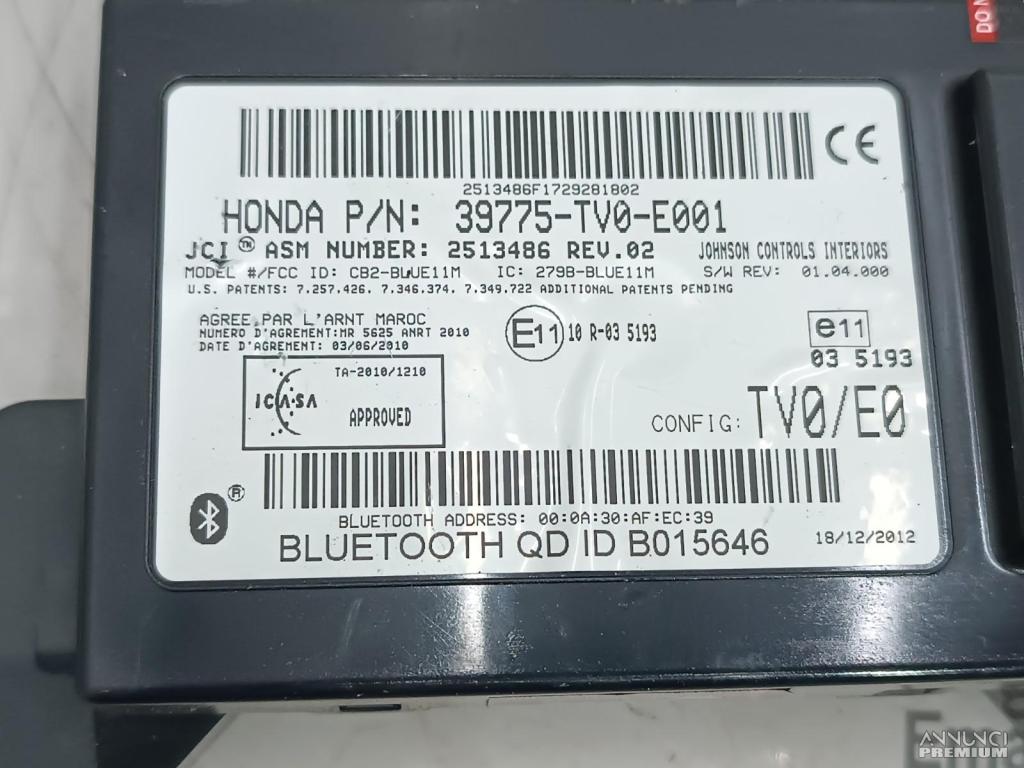 DO N
CE
2513486F1729281802
HONDA P/N: 39775-TV0-E001
JCI™ ASM NUMBER: 2513486 REV.02 JOHNSON CONTROLS INTERIORS
MODEL #/FCC ID: CB2-BLUE11M IC: 279B-BLUE11M S/W REV: 01.04.000
U.S. PATENTS: 7.257.426, 7.346.374, 7.349.722 ADDITIONAL PATENTS PENDING
AGREE PAR L'ARNT MAROC
NUMERO D'AGREMENT:MR 5625 ANRT 2010
DATE D'AGREMENT: 03/06/2010
E11 10 R-03 5193
e11
03 5193
TA-2010/1210
ICASA
APPROVED
CONFIG: TV0/E0
®
BLUETOOTH ADDRESS: 00:0A:30:AF:EC:39
BLUETOOTH QD ID B015646 18/12/2012
ANNUNCI
PREMIUM